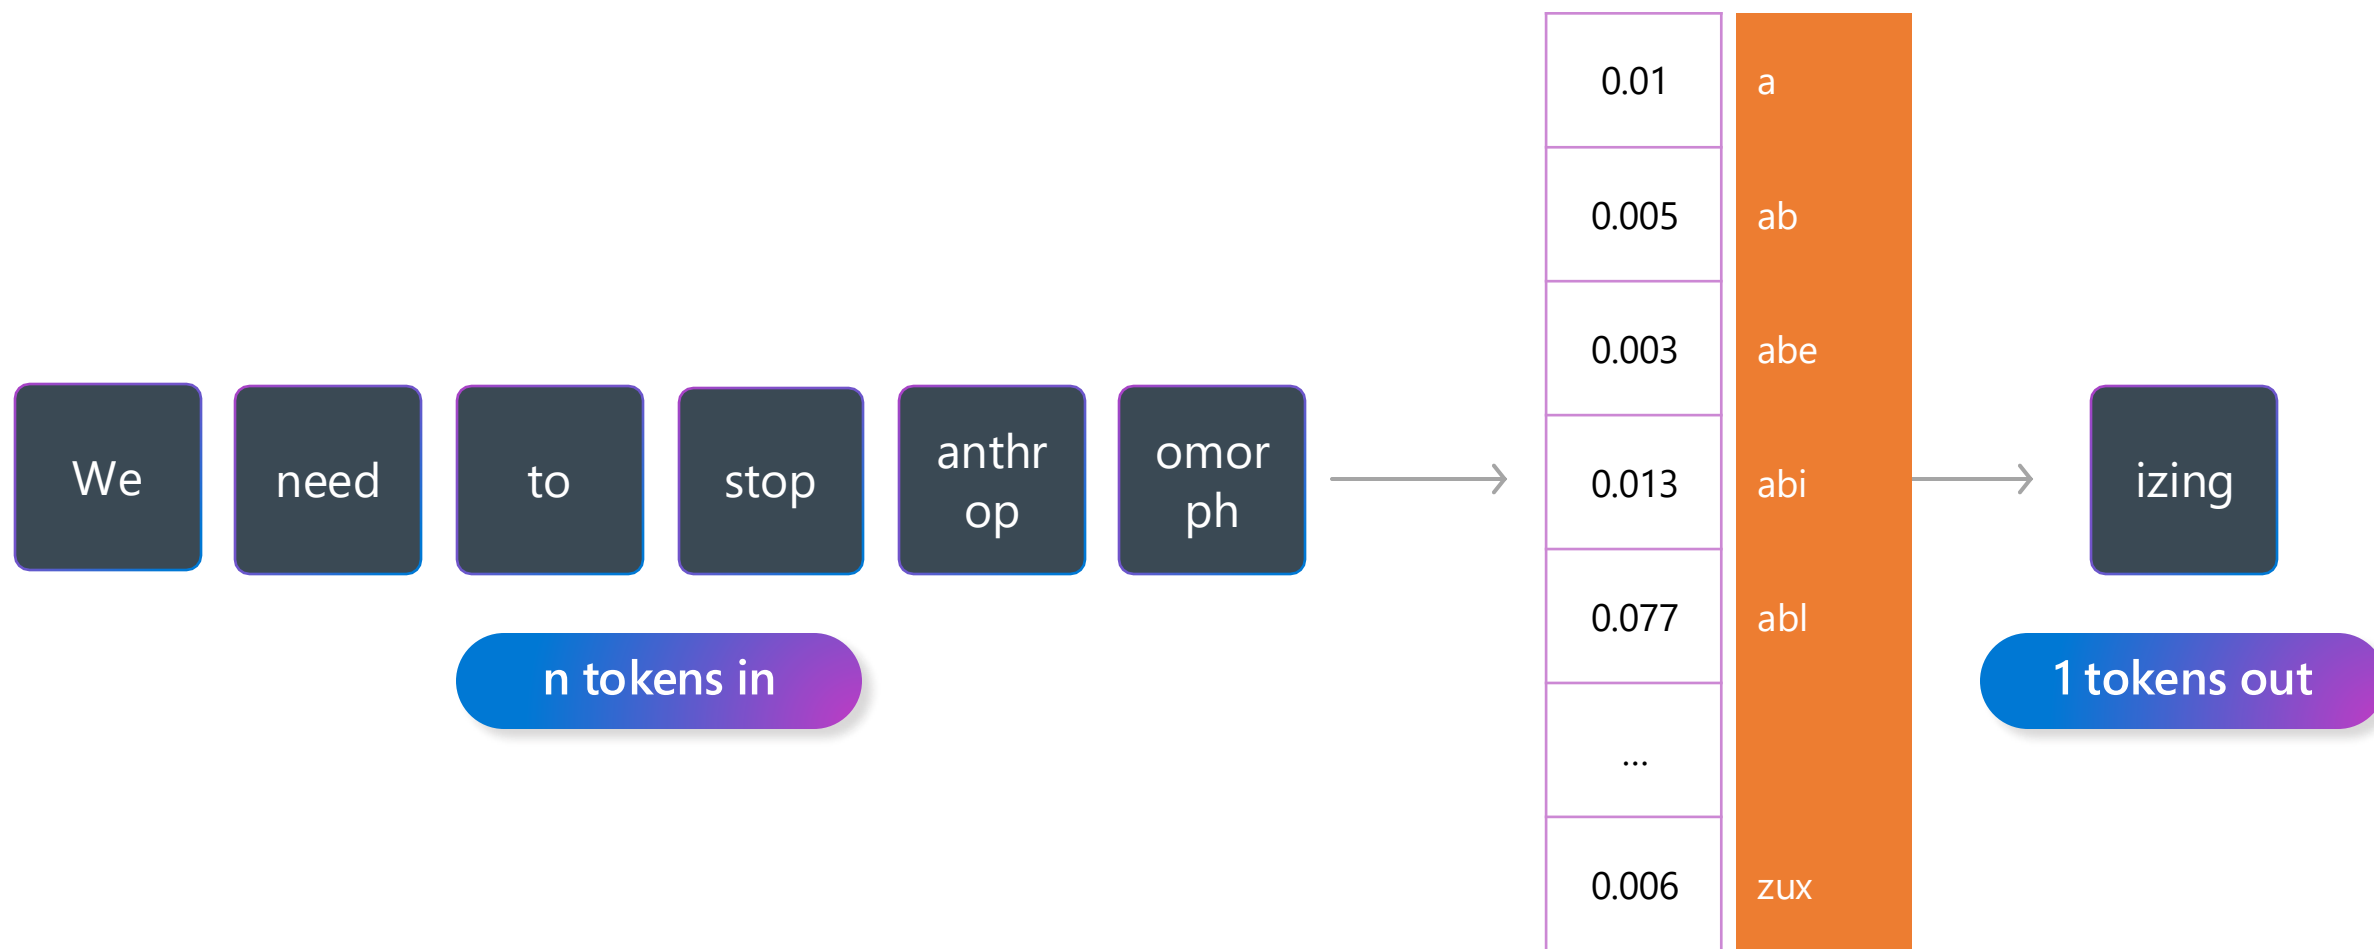 We
need
to
stop
anthr
op
omor
ph
n tokens in
0.01 a
0.005 ab
0.003 abe
0.013 abi
0.077 abl
...
0.006 zux
izing
1 tokens out